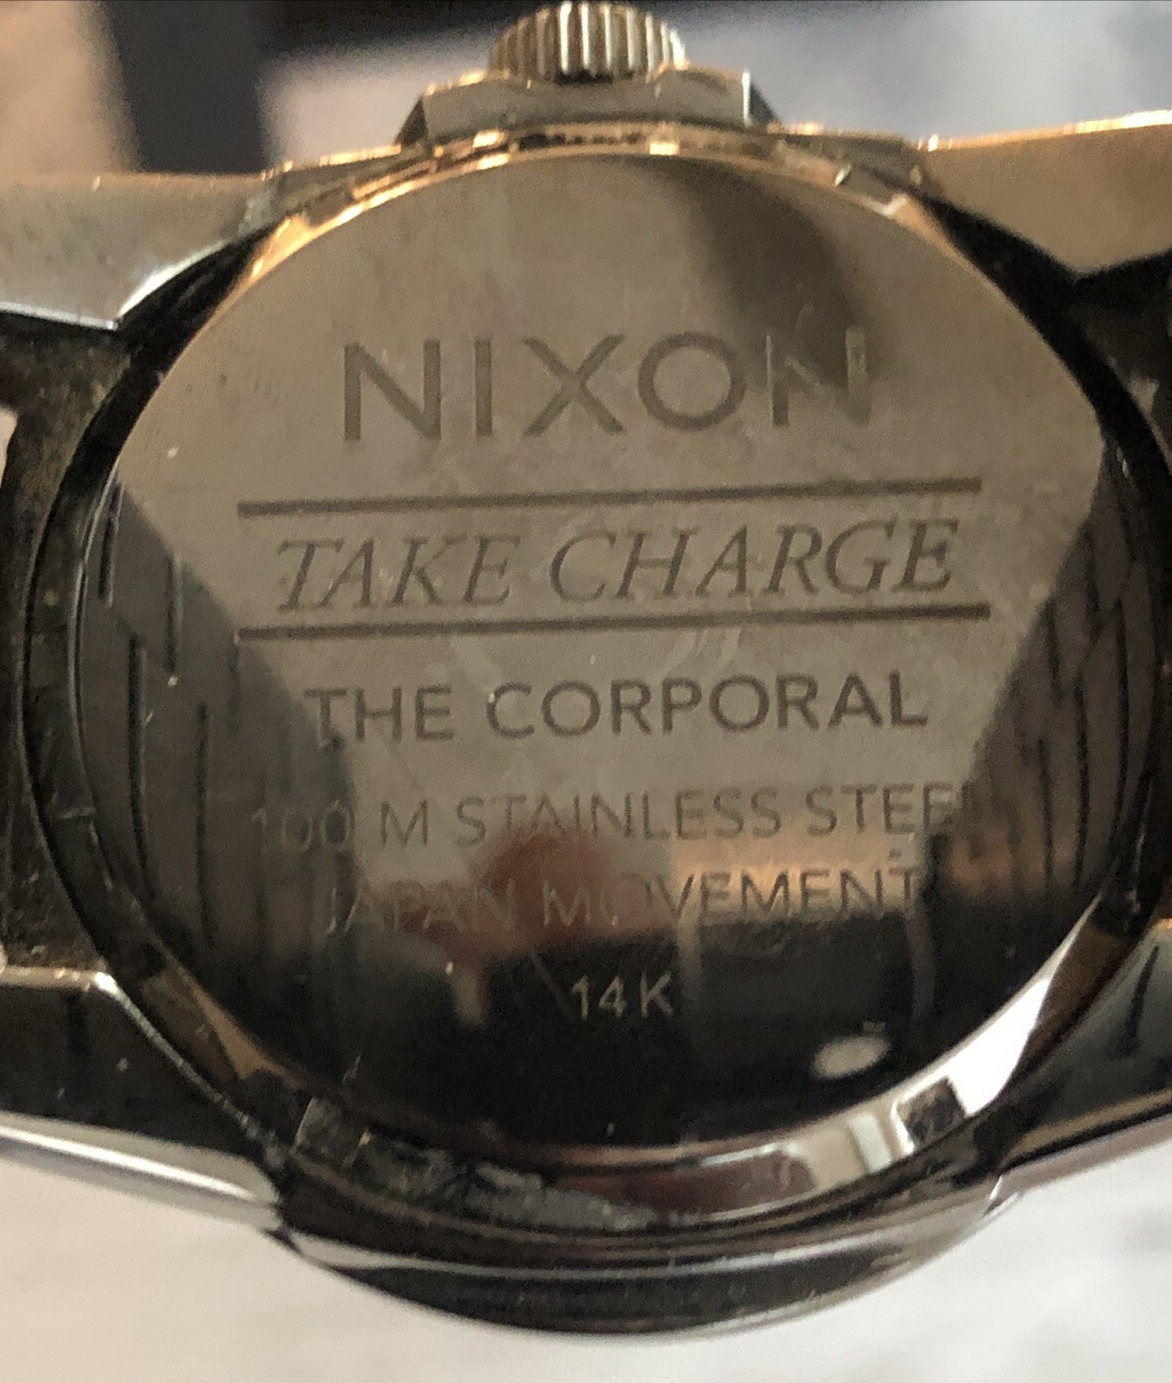 NIXON
TAKE CHARGE
THE CORPORAL
100 M STAINLESS STEEL
JAPAN MOVEMENT
14K